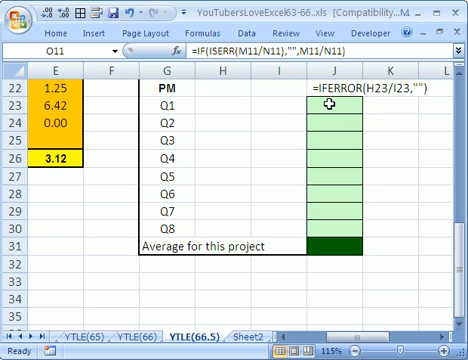 YouTubersLoveExcel63-66..xls [Compatibility...
Home Insert Page Layout Formulas Data Review View Developer
O11 =IF(ISERR(M11/N11),"",M11/N11)
E F G H I J K L
22 1.25 PM =IFERROR(H23/I23,"")
23 6.42 Q1
24 0.00 Q2
25 Q3
26 3.12 Q4
27 Q5
28 Q6
29 Q7
30 Q8
31 Average for this project
32
33
34
35
YTLE(65) YTLE(66) YTLE(66.5) Sheet2
Ready 115%